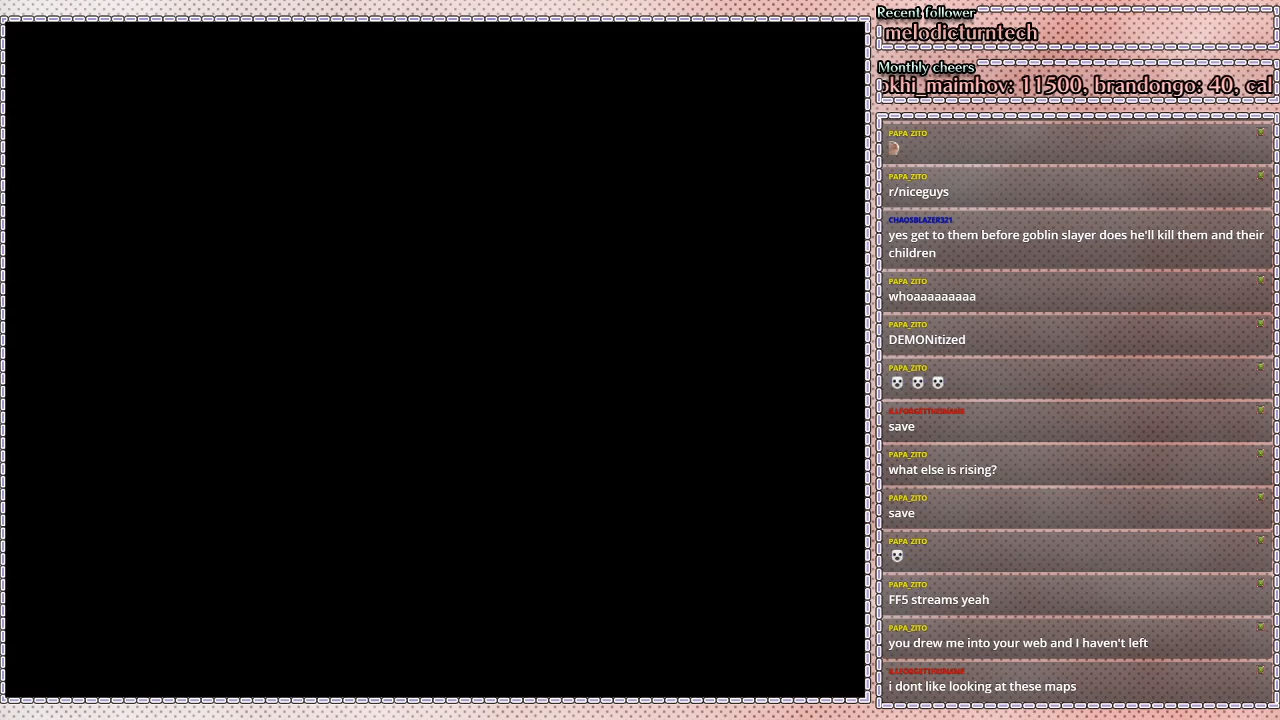 Recent follower
melodicturntech
Monthly cheers
okhi_maimhov: 11500, brandongo: 40, cal
PAPA_ZITO
PAPA_ZITO
r/niceguys
CHAOSBLAZER321
yes get to them before goblin slayer does he'll kill them and their
children
PAPA_ZITO
whoaaaaaaaaa
PAPA_ZITO
DEMONitized
PAPA_ZITO
save
PAPA_ZITO
what else is rising?
PAPA_ZITO
save
PAPA_ZITO
PAPA_ZITO
FF5 streams yeah
PAPA_ZITO
you drew me into your web and I haven't left
i dont like looking at these maps